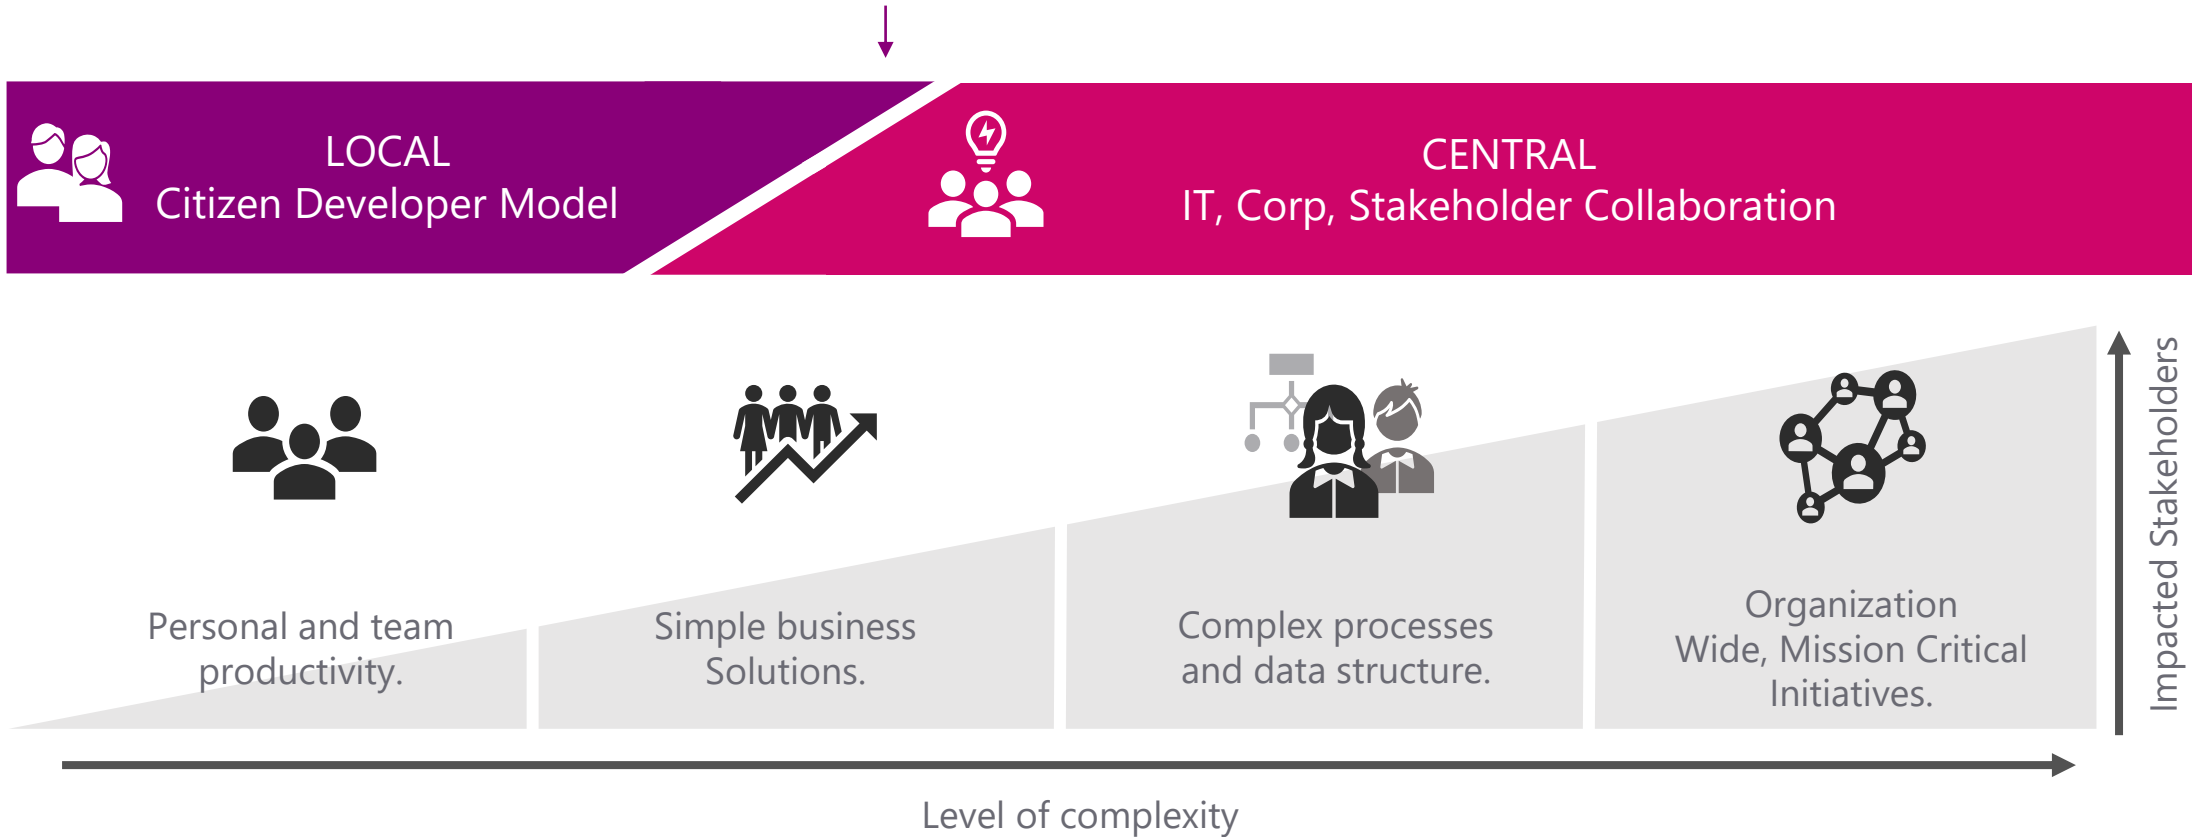 LOCAL
Citizen Developer Model
CENTRAL
IT, Corp, Stakeholder Collaboration
Personal and team
productivity.
Simple business
Solutions.
Complex processes
and data structure.
Organization
Wide, Mission Critical
Initiatives.
Impacted Stakeholders
Level of complexity